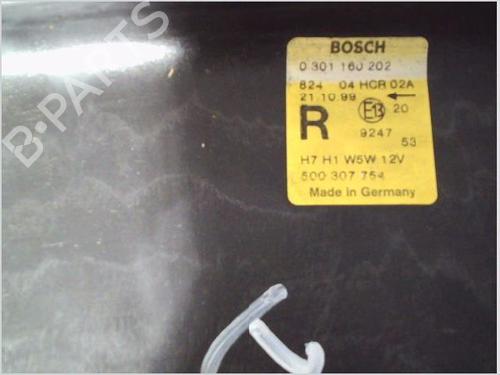 B-PARTS
BOSCH
0 301 160 202
824 04 HCR 02A
21.10.99 ←
R E13 20
9247
53
H7 H1 W5W 12V
500 307 754
Made in Germany